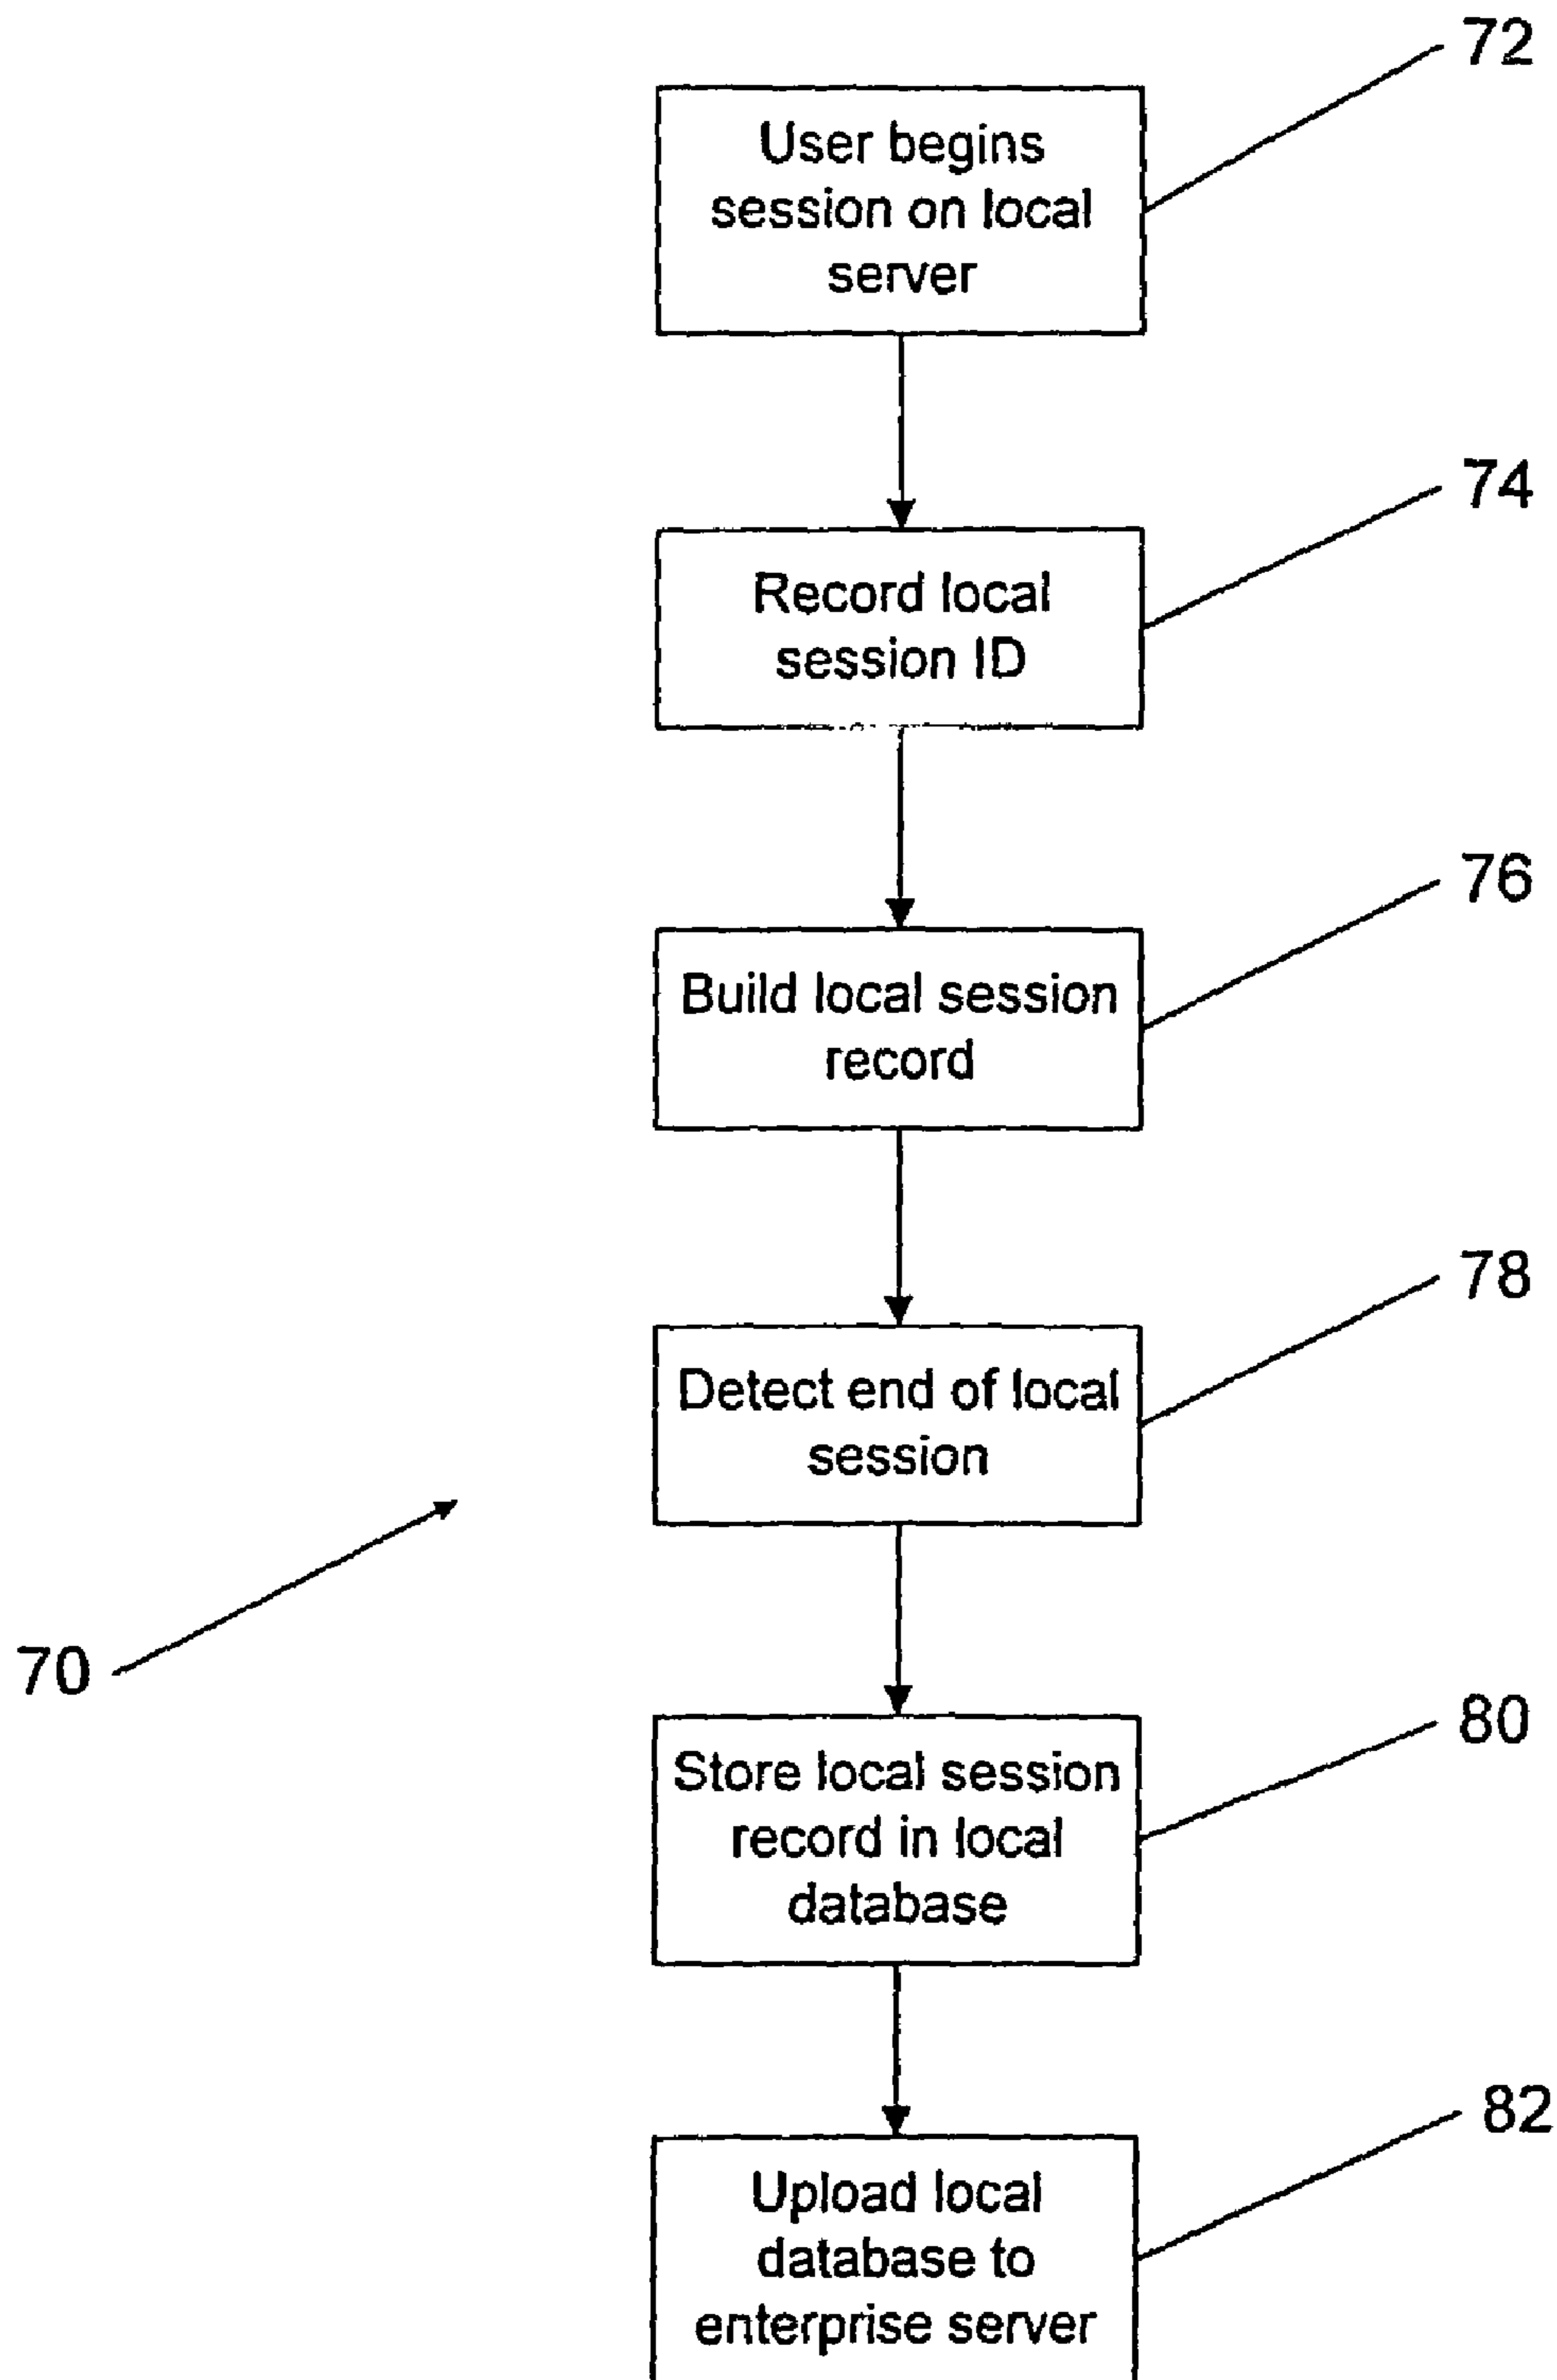 72
User begins
session on local
server
74
Record local
session ID
76
Build local session
record
78
Detect end of local
session
70
80
Store local session
record in local
database
82
Upload local
database to
enterprise server